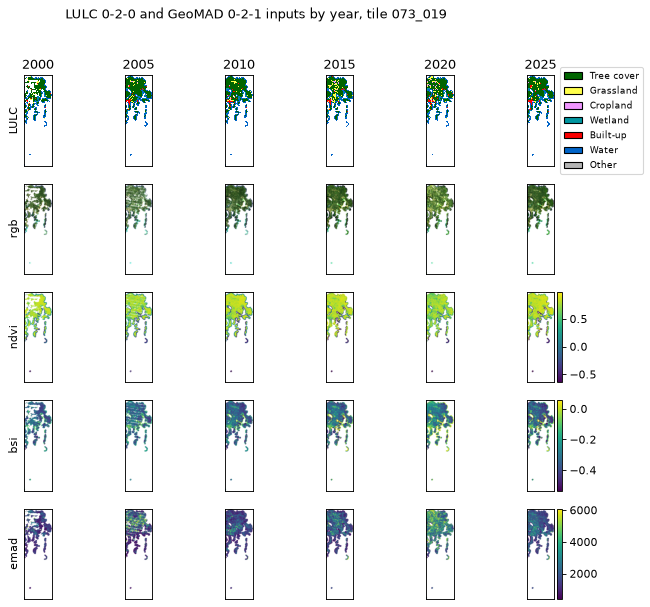 LULC 0-2-0 and GeoMAD 0-2-1 inputs by year, tile 073_019
2000 2005 2010 2015 2020 2025
LULC
Tree cover
Grassland
Cropland
Wetland
Built-up
Water
Other
rgb
ndvi
0.5
0.0
−0.5
bsi
0.0
−0.2
−0.4
emad
6000
4000
2000